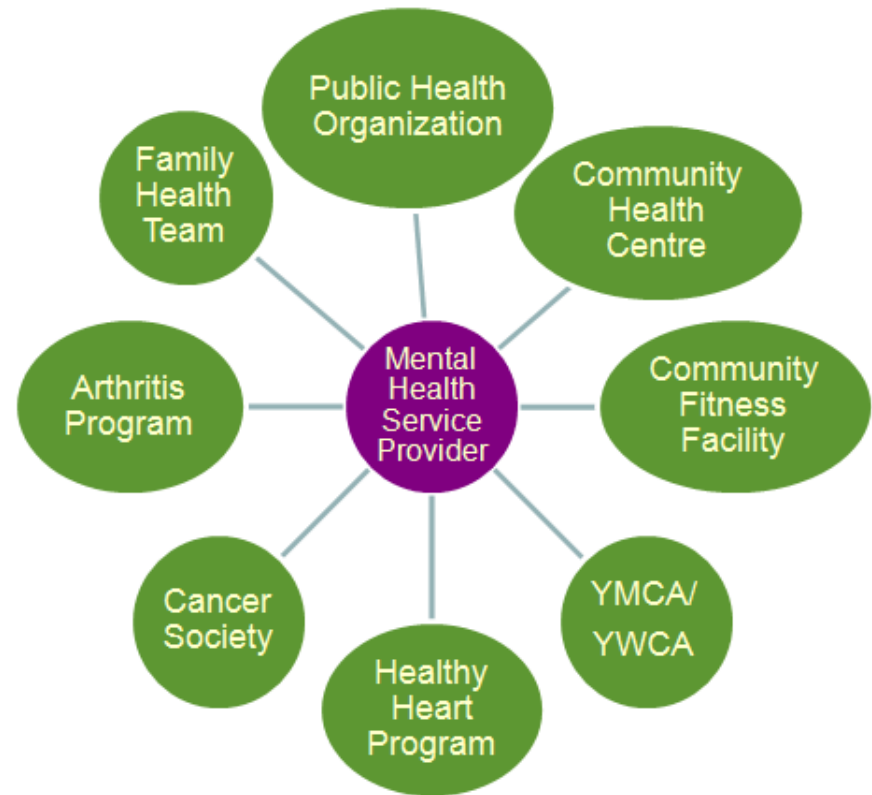 Public Health
Organization
Family
Health
Team
Community
Health
Centre
Mental
Health
Service
Provider
Arthritis
Program
Community
Fitness
Facility
Cancer
Society
YMCA/
YWCA
Healthy
Heart
Program